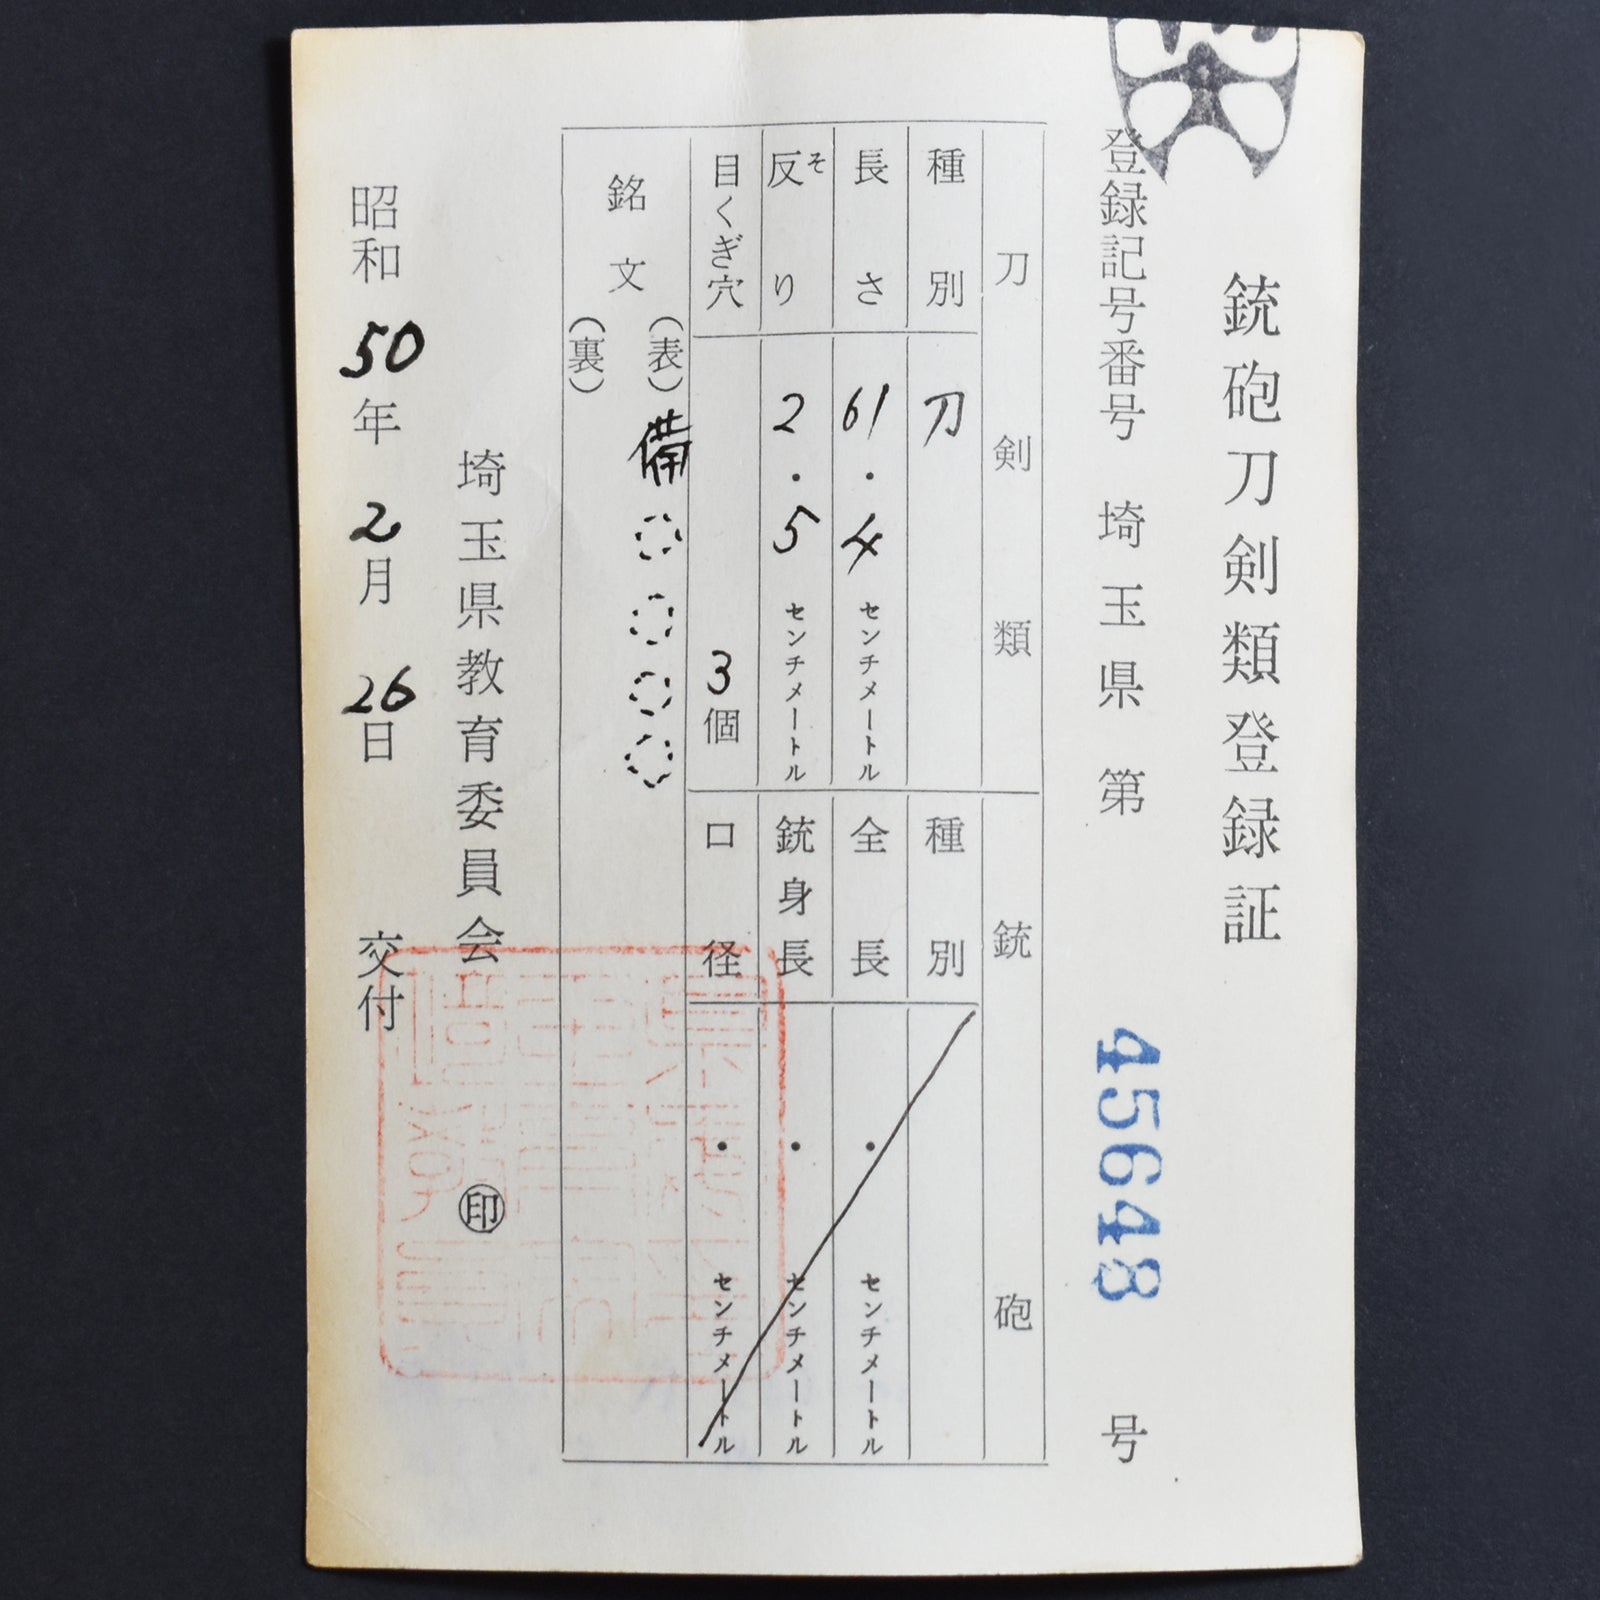 銃砲刀剣類登録証
登録記号番号 埼玉県 第 45648 号
刀剣類
種別 刀
長さ 61.4 センチメートル
反り そ 2.5 センチメートル
目くぎ穴 3個
銘文
(表) 備
(裏)
銃砲
種別
全長 ・ センチメートル
銃身長 ・ センチメートル
口径 ・ センチメートル
埼玉県教育委員会 印
昭和50年2月26日 交付